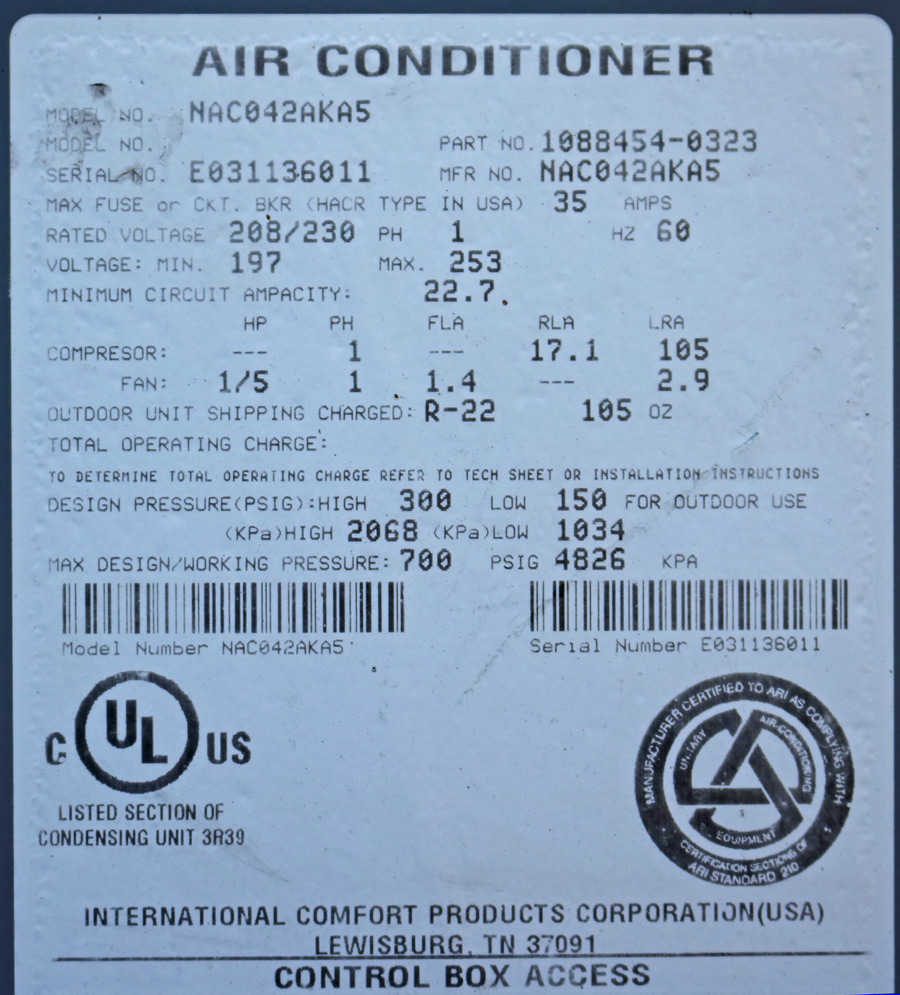 AIR CONDITIONER
MODEL NO. NAC042AKA5
MODEL NO. PART NO. 1088454-0323
SERIAL NO. E031136011 MFR NO. NAC042AKA5
MAX FUSE or CKT. BKR (HACR TYPE IN USA) 35 AMPS
RATED VOLTAGE 208/230 PH 1 HZ 60
VOLTAGE: MIN. 197 MAX. 253
MINIMUM CIRCUIT AMPACITY: 22.7
HP PH FLA RLA LRA
COMPRESOR: --- 1 --- 17.1 105
FAN: 1/5 1 1.4 --- 2.9
OUTDOOR UNIT SHIPPING CHARGED: R-22 105 OZ
TOTAL OPERATING CHARGE:
TO DETERMINE TOTAL OPERATING CHARGE REFER TO TECH SHEET OR INSTALLATION INSTRUCTIONS
DESIGN PRESSURE(PSIG):HIGH 300 LOW 150 FOR OUTDOOR USE
(KPa)HIGH 2068 (KPa)LOW 1034
MAX DESIGN/WORKING PRESSURE: 700 PSIG 4826 KPA
Model Number NAC042AKA5 Serial Number E031136011
C UL US
LISTED SECTION OF
CONDENSING UNIT 3R39
MANUFACTURER CERTIFIED TO ARI AS COMPLYING WITH
UNITARY AIR-CONDITIONING
EQUIPMENT
CERTIFICATION SECTIONS OF
ARI STANDARD 210
INTERNATIONAL COMFORT PRODUCTS CORPORATION(USA)
LEWISBURG, TN 37091
CONTROL BOX ACCESS